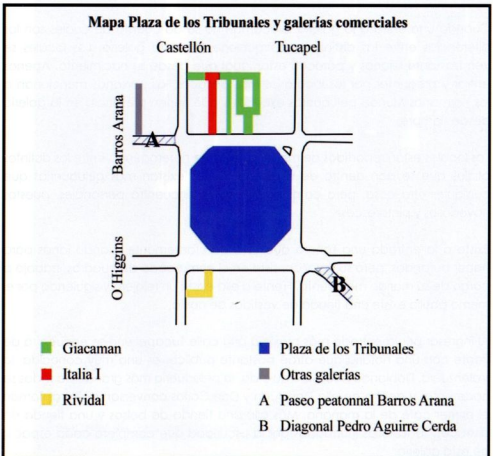 Mapa Plaza de los Tribunales y galerías comerciales
Castellón Tucapel
Barros Arana
A
O'Higgins
B
Giacaman
Italia I
Rividal
Plaza de los Tribunales
Otras galerías
A Paseo peatonnal Barros Arana
B Diagonal Pedro Aguirre Cerda